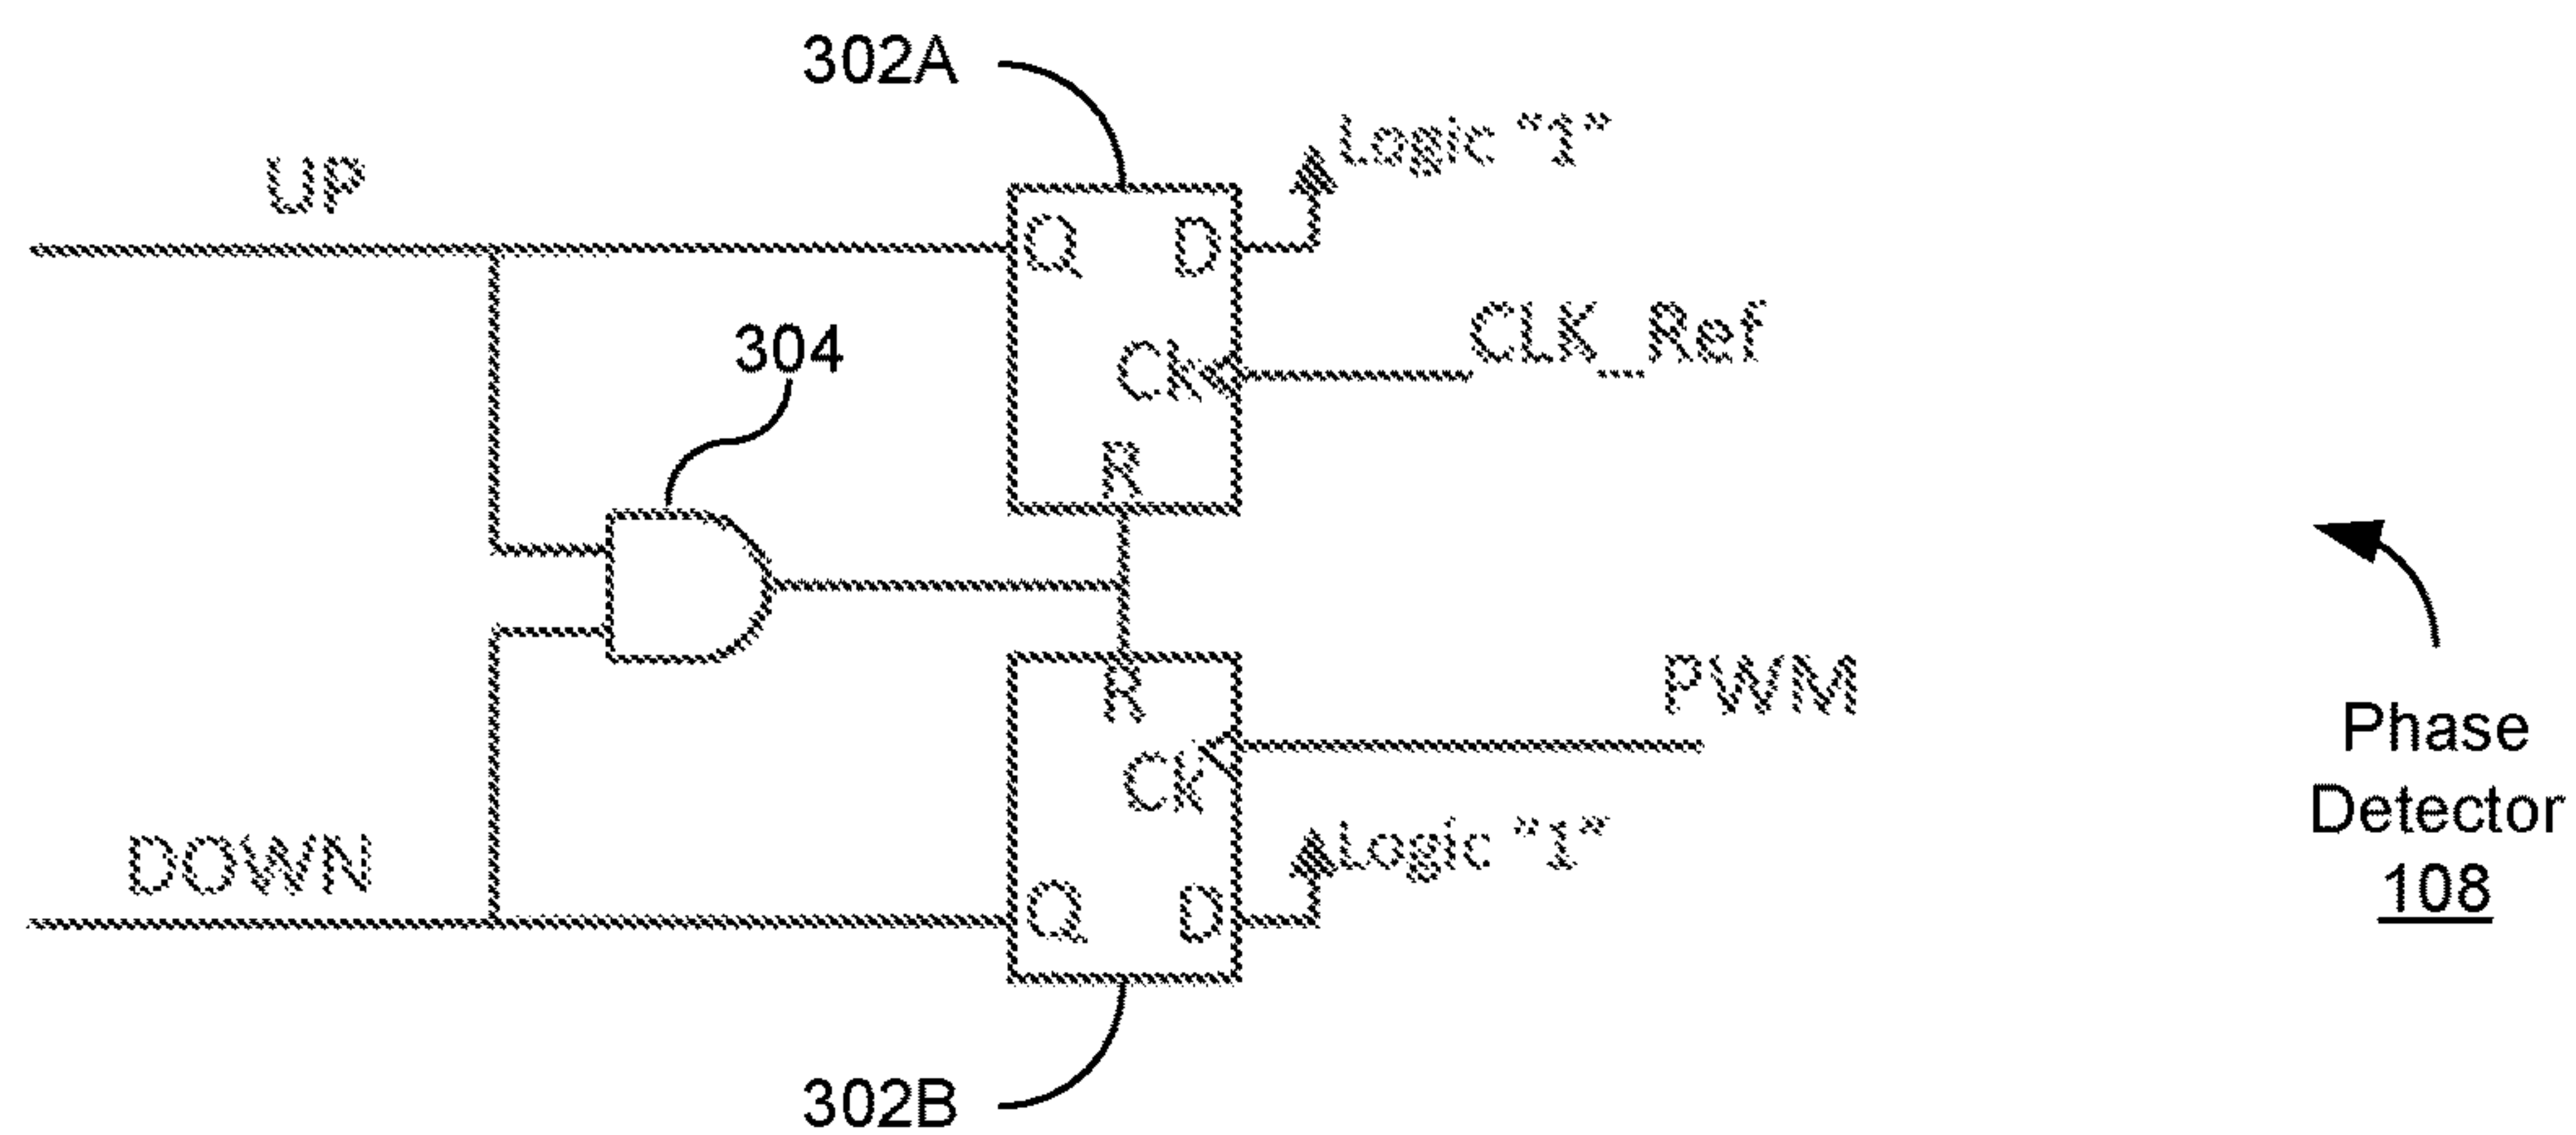 302A
Logic "1"
UP
Q D
304
CLK_Ref
Ck
R
PWM
R
Phase
Detector
108
Ck
DOWN
Logic "1"
Q D
302B